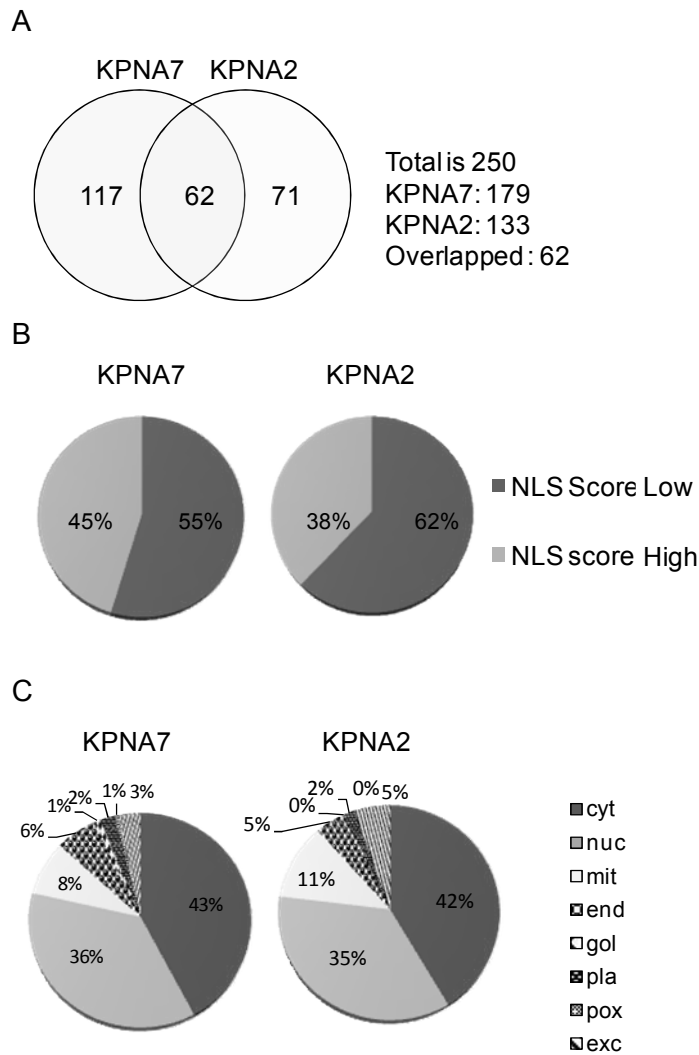 A
KPNA7 KPNA2
117 62 71
Total is 250
KPNA7: 179
KPNA2: 133
Overlapped: 62
B
KPNA7 KPNA2
45% 55% 38% 62%
NLS Score Low
NLS score High
C
KPNA7 KPNA2
6% 1% 2% 1% 3%
8% 43%
36%
5% 0% 2% 0% 5%
11% 42%
35%
cyt
nuc
mit
end
gol
pla
pox
exc